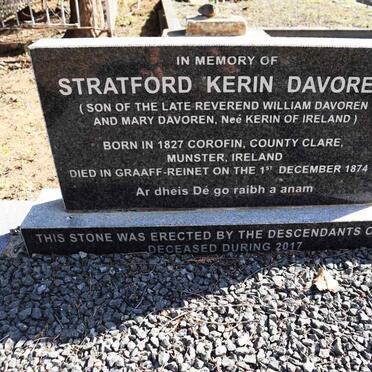 IN MEMORY OF
STRATFORD KERIN DAVORE
( SON OF THE LATE REVEREND WILLIAM DAVOREN
AND MARY DAVOREN, Neé KERIN OF IRELAND )
BORN IN 1827 COROFIN, COUNTY CLARE,
MUNSTER, IRELAND
DIED IN GRAAFF-REINET ON THE 1ST DECEMBER 1874
Ar dheis Dé go raibh a anam
THIS STONE WAS ERECTED BY THE DESCENDANTS O
DECEASED DURING 2017